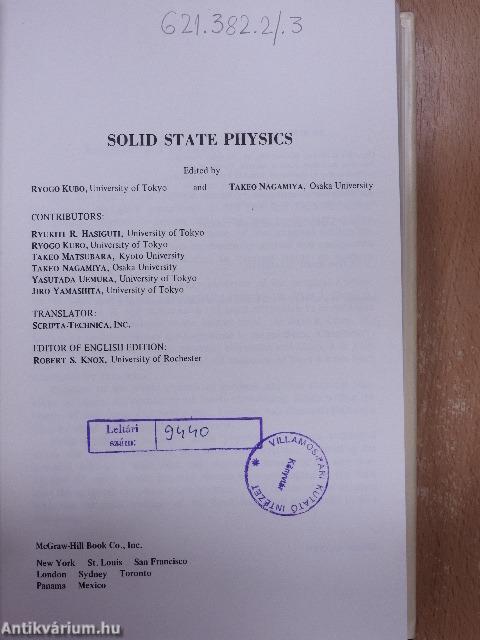 621.382.2/.3
SOLID STATE PHYSICS
Edited by
RYOGO KUBO, University of Tokyo and TAKEO NAGAMIYA, Osaka University
CONTRIBUTORS:
RYUKITI R. HASIGUTI, University of Tokyo
RYOGO KUBO, University of Tokyo
TAKEO MATSUBARA, Kyoto University
TAKEO NAGAMIYA, Osaka University
YASUTADA UEMURA, University of Tokyo
JIRO YAMASHITA, University of Tokyo
TRANSLATOR:
SCRIPTA-TECHNICA, INC.
EDITOR OF ENGLISH EDITION:
ROBERT S. KNOX, University of Rochester
Leltári
szám: 9440
VILLAMOSIPARI KUTATÓ INTÉZET
Könyvtár
McGraw-Hill Book Co., Inc.
New York St. Louis San Francisco
London Sydney Toronto
Panama Mexico
Antikvárium.hu